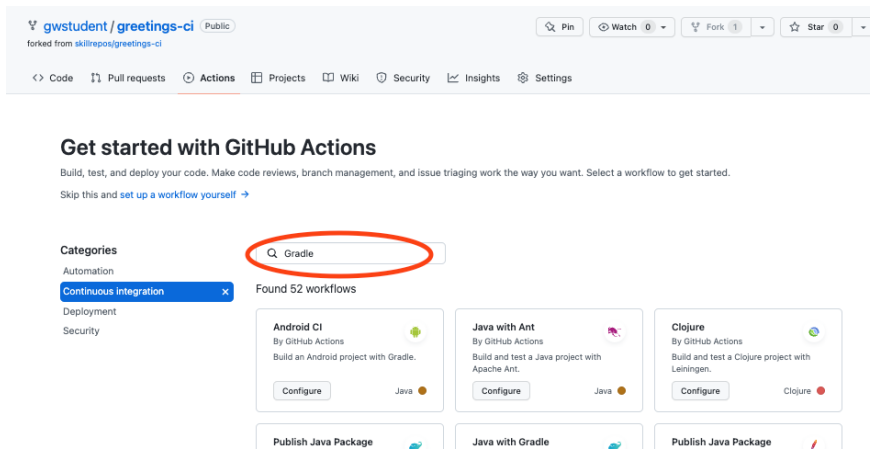 gwstudent / greetings-ci Public
Pin Watch 0 Fork 1 Star 0
forked from skillrepos/greetings-ci
Code Pull requests Actions Projects Wiki Security Insights Settings
Get started with GitHub Actions
Build, test, and deploy your code. Make code reviews, branch management, and issue triaging work the way you want. Select a workflow to get started.
Skip this and set up a workflow yourself →
Categories
Automation
Continuous integration ×
Deployment
Security
Gradle
Found 52 workflows
Android CI
By GitHub Actions
Build an Android project with Gradle.
Configure Java
Java with Ant
By GitHub Actions
Build and test a Java project with
Apache Ant.
Configure Java
Clojure
By GitHub Actions
Build and test a Clojure project with
Leiningen.
Configure Clojure
Publish Java Package
Java with Gradle
Publish Java Package